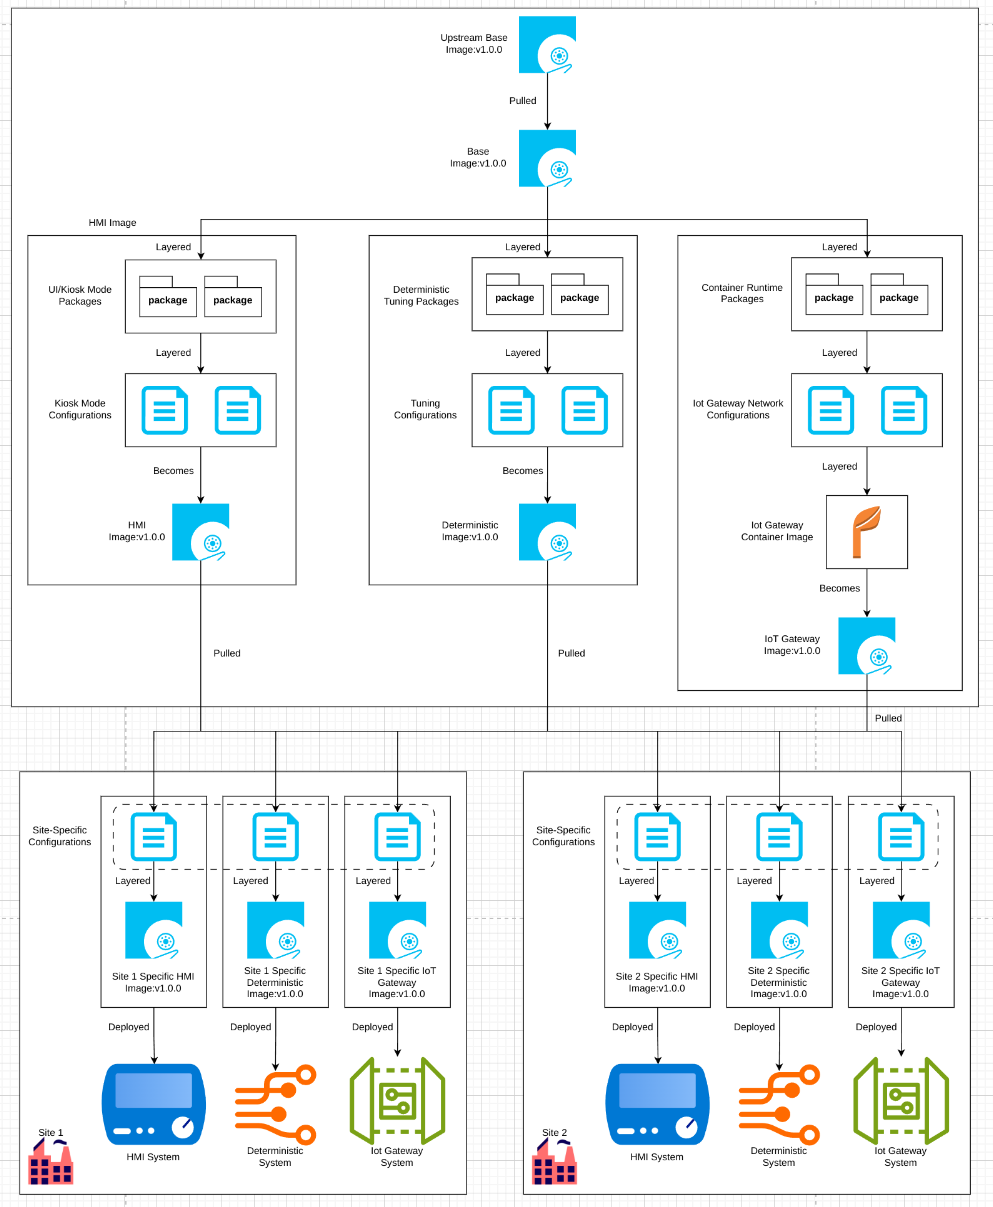 Upstream Base
Image:v1.0.0
Pulled
Base
Image:v1.0.0
HMI Image
Layered
Layered
Layered
UI/Kiosk Mode
Packages
package
package
Deterministic
Tuning Packages
package
package
Container Runtime
Packages
package
package
Layered
Layered
Layered
Kiosk Mode
Configurations
Tuning
Configurations
Iot Gateway Network
Configurations
Becomes
Becomes
Layered
HMI
Image:v1.0.0
Deterministic
Image:v1.0.0
Iot Gateway
Container Image
Becomes
IoT Gateway
Image:v1.0.0
Pulled
Pulled
Pulled
Site-Specific
Configurations
Layered
Layered
Layered
Site 1 Specific HMI
Image:v1.0.0
Site 1 Specific
Deterministic
Image:v1.0.0
Site 1 Specific IoT
Gateway
Image:v1.0.0
Deployed
Deployed
Deployed
Site 1
HMI System
Deterministic
System
Iot Gateway
System
Site-Specific
Configurations
Layered
Layered
Layered
Site 2 Specific HMI
Image:v1.0.0
Site 2 Specific
Deterministic
Image:v1.0.0
Site 2 Specific IoT
Gateway
Image:v1.0.0
Deployed
Deployed
Deployed
Site 2
HMI System
Deterministic
System
Iot Gateway
System